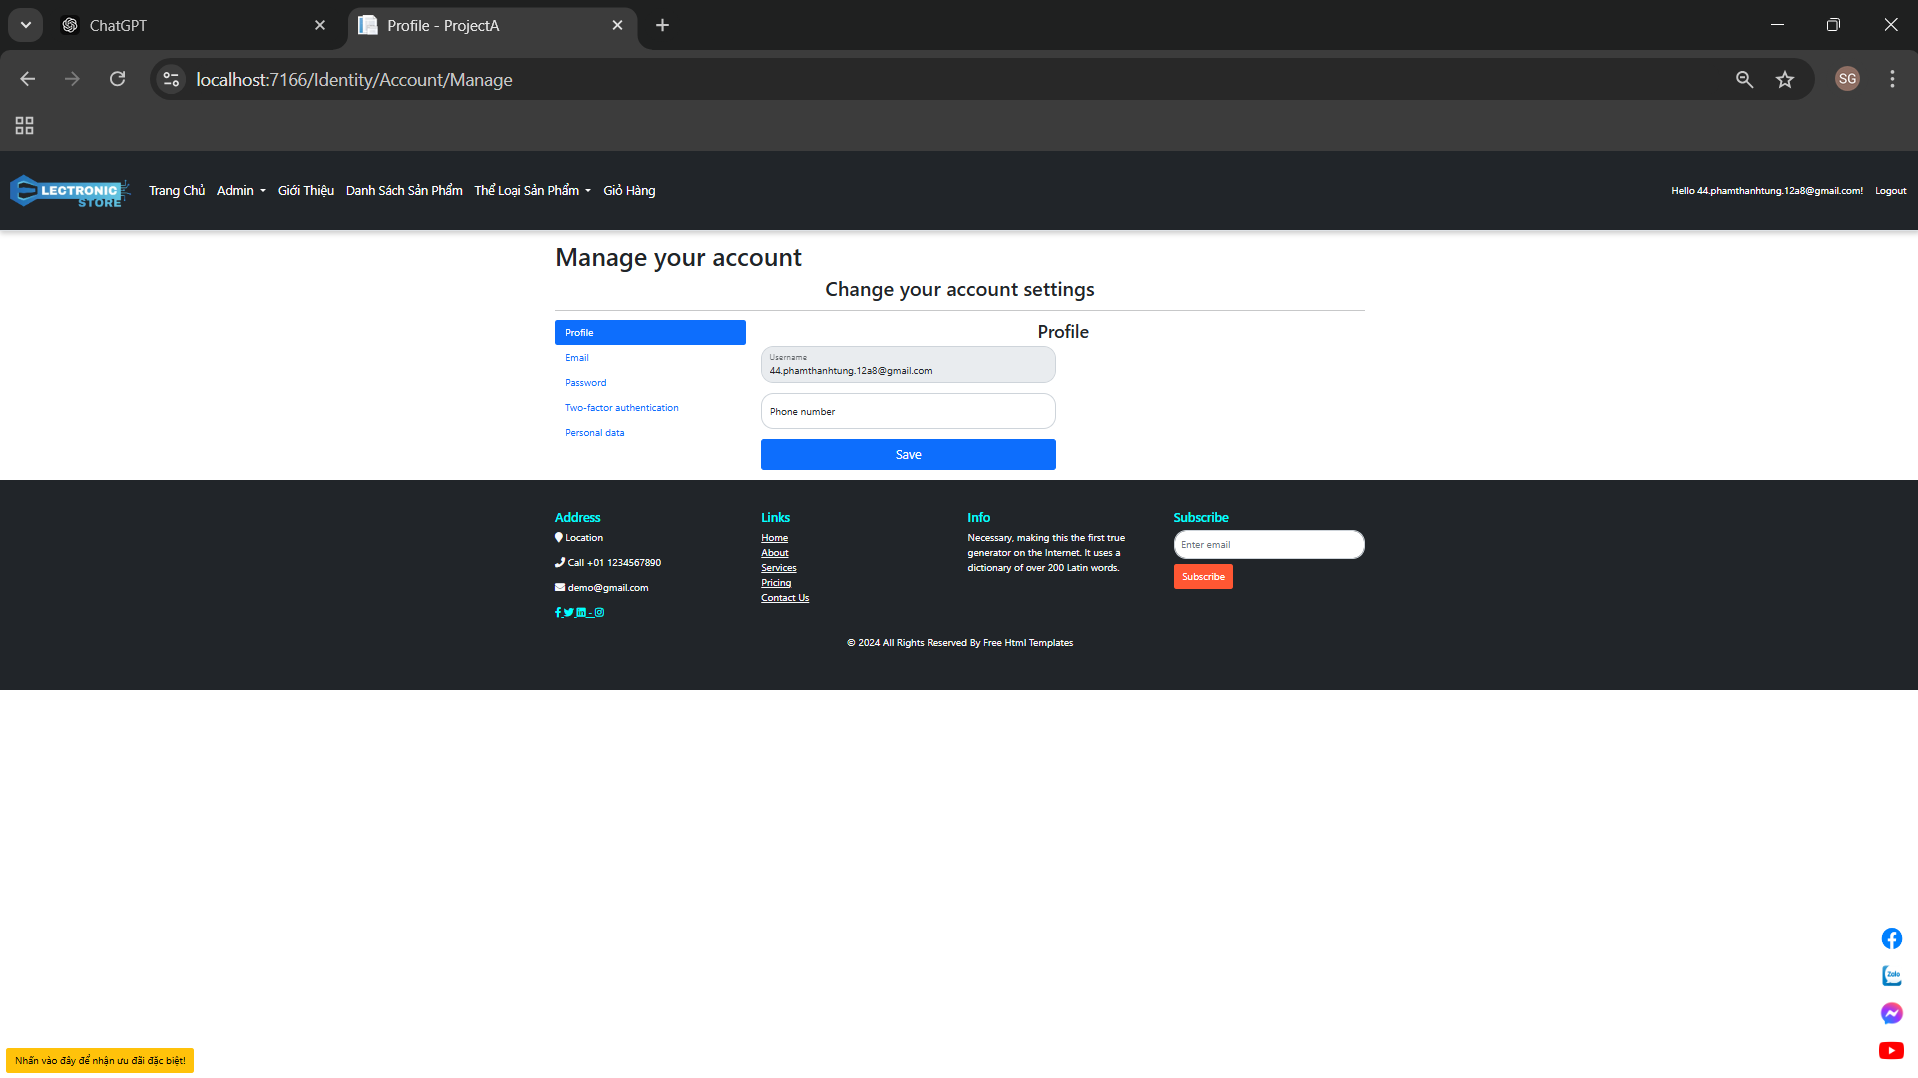 ChatGPT
Profile - ProjectA
localhost:7166/Identity/Account/Manage
SG
LECTRONIC
STORE
Trang Chủ Admin Giới Thiệu Danh Sách Sản Phẩm Thể Loại Sản Phẩm Giỏ Hàng
Hello 44.phamthanhtung.12a8@gmail.com! Logout
Manage your account
Change your account settings
Profile
Email
Password
Two-factor authentication
Personal data
Profile
Username
44.phamthanhtung.12a8@gmail.com
Phone number
Save
Address
Location
Call +01 1234567890
demo@gmail.com
Links
Home
About
Services
Pricing
Contact Us
Info
Necessary, making this the first true
generator on the Internet. It uses a
dictionary of over 200 Latin words.
Subscribe
Enter email
Subscribe
© 2024 All Rights Reserved By Free Html Templates
Zalo
Nhấn vào đây để nhận ưu đãi đặc biệt!